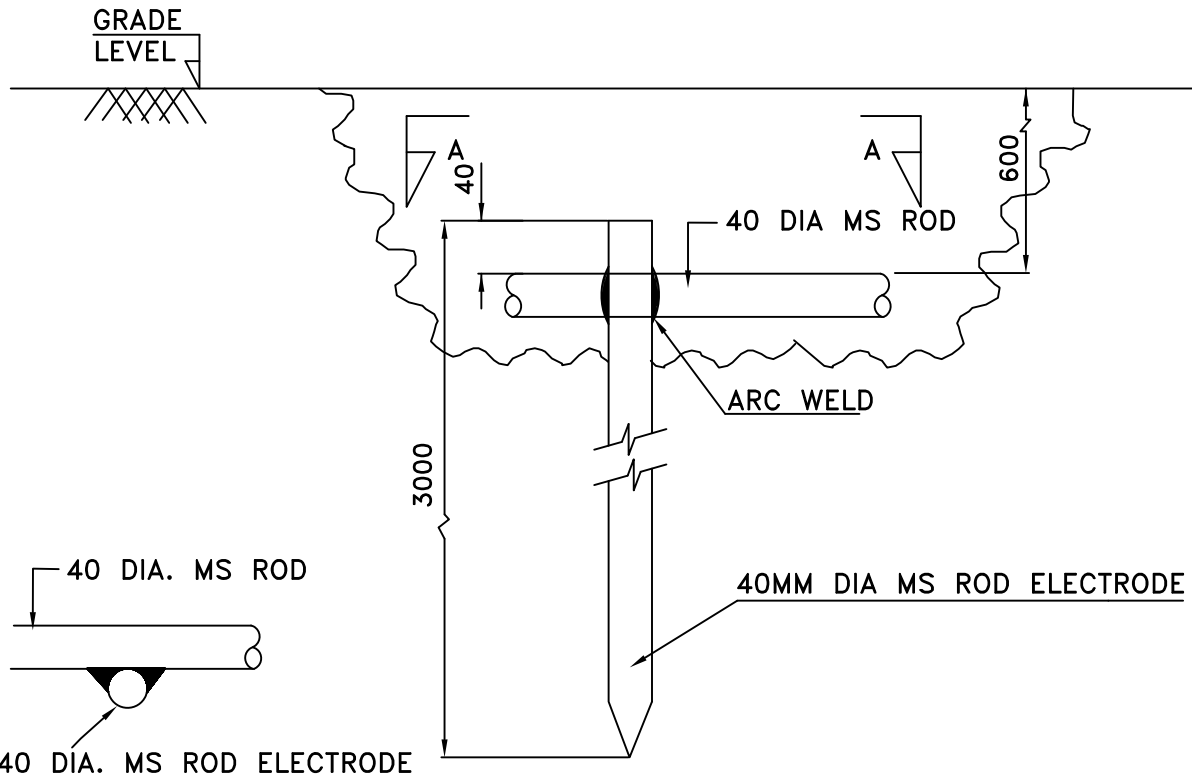 GRADE
LEVEL
A
A
40
600
40 DIA MS ROD
ARC WELD
3000
40 DIA. MS ROD
40MM DIA MS ROD ELECTRODE
40 DIA. MS ROD ELECTRODE